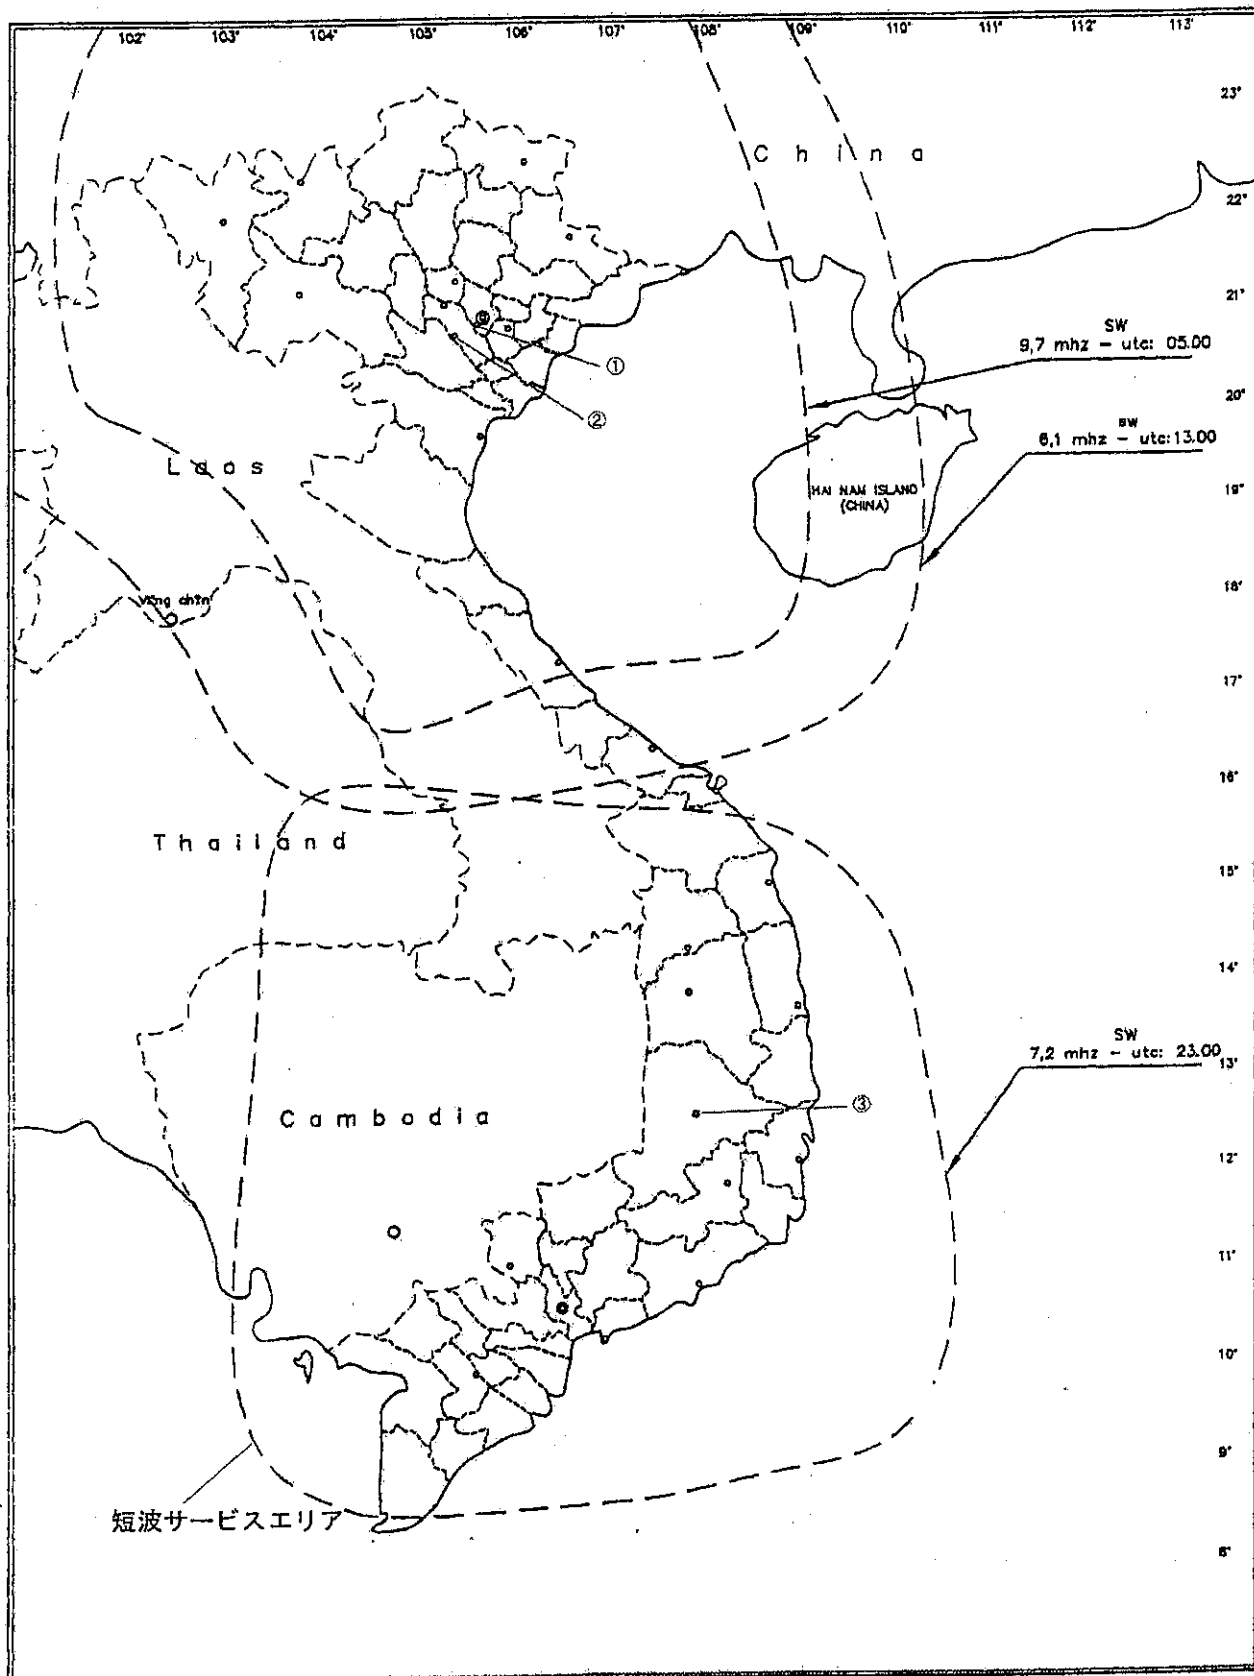 102° 103° 104° 105° 106° 107° 108° 109° 110° 111° 112° 113°
23°
China
22°
21°
SW
9,7 mhz – utc: 05.00
①
20°
②
sw
6,1 mhz – utc:13.00
Laos
19°
HAI NAM ISLAND
(CHINA)
18°
Viêng chăn
17°
16°
Thailand
15°
14°
SW
7,2 mhz – utc: 23.00
13°
③
Cambodia
12°
11°
10°
9°
短波サービスエリア
8°